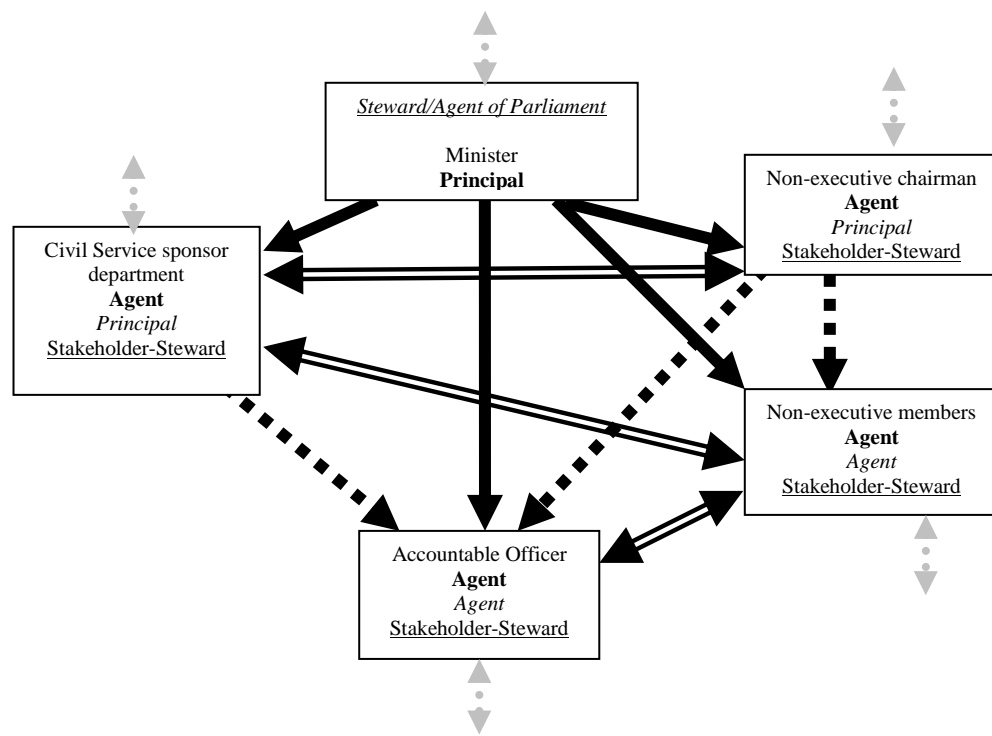 Steward/Agent of Parliament
Minister
Principal
Non-executive chairman
Agent
Principal
Stakeholder-Steward
Civil Service sponsor
department
Agent
Principal
Stakeholder-Steward
Non-executive members
Agent
Agent
Stakeholder-Steward
Accountable Officer
Agent
Agent
Stakeholder-Steward